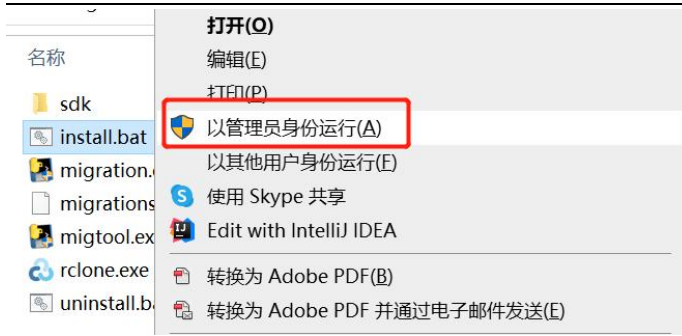 名称
sdk
install.bat
migration.
migrations
migtool.ex
rclone.exe
uninstall.b
打开(O)
编辑(E)
打印(P)
以管理员身份运行(A)
以其他用户身份运行(F)
使用 Skype 共享
Edit with IntelliJ IDEA
转换为 Adobe PDF(B)
转换为 Adobe PDF 并通过电子邮件发送(E)